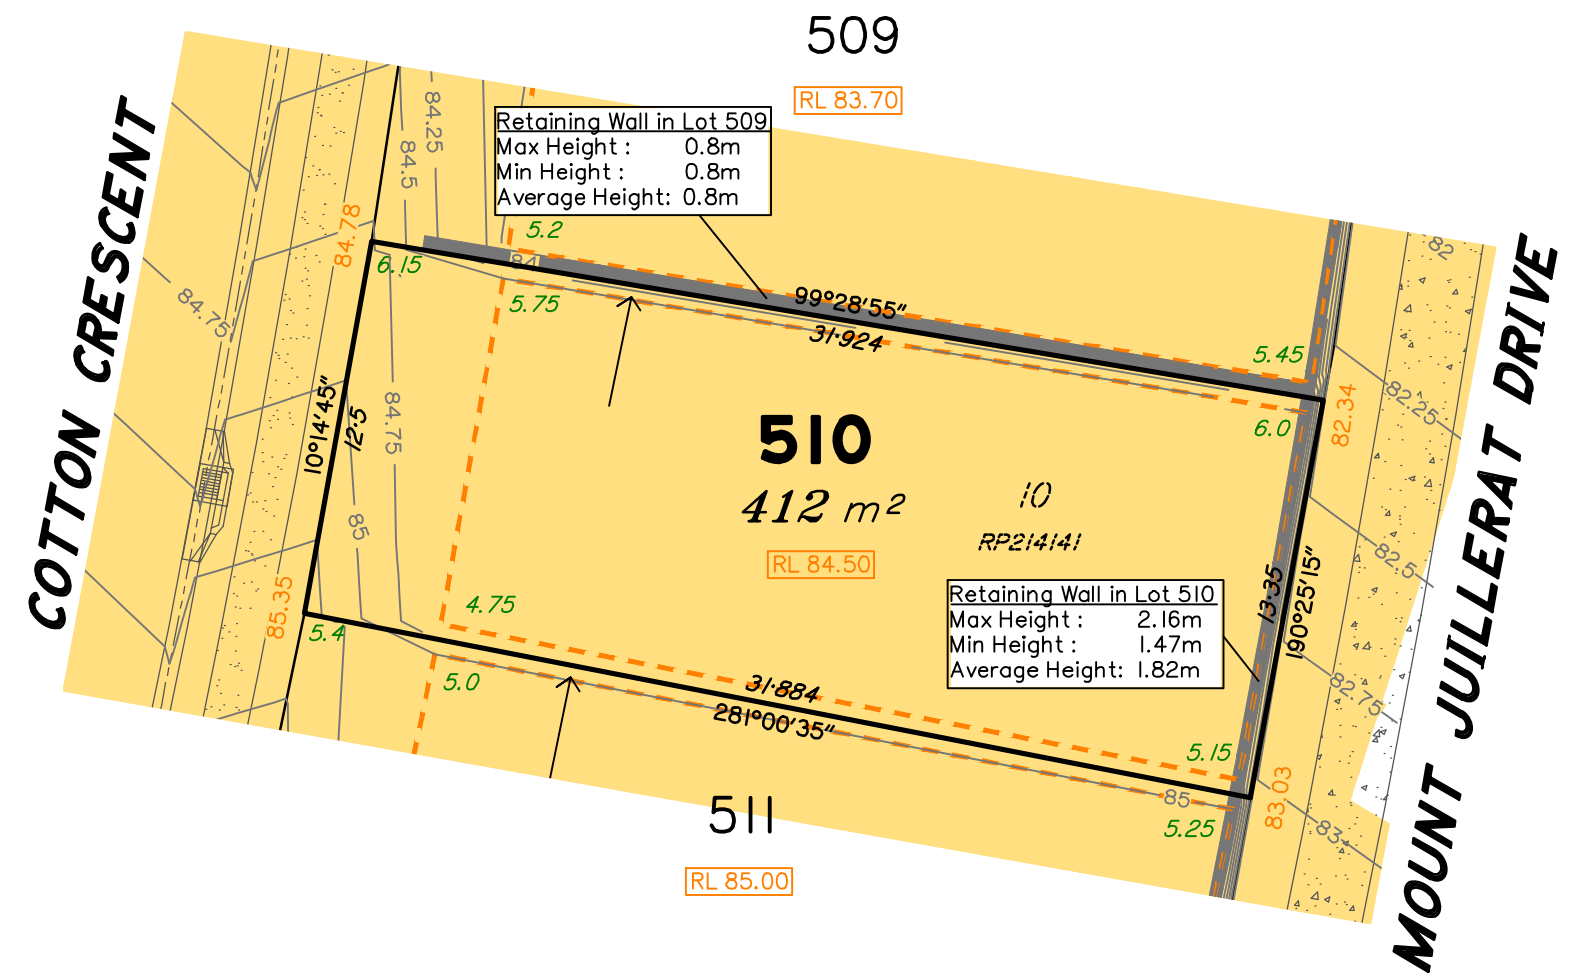 509
RL 83.70
COTTON CRESCENT
84.25
84.5
Retaining Wall in Lot 509
Max Height : 0.8m
Min Height : 0.8m
Average Height: 0.8m
84.78
5.2
6.15
84
5.75
99°28'55"
31·924
82
84.75
5.45
6.0
82.34
82.25
MOUNT JUILLERAT DRIVE
10°14'45"
12·5
84.75
510
412 m²
10
RP214141
RL 84.50
85
82.5
85.35
5.4
4.75
Retaining Wall in Lot 510
Max Height : 2.16m
Min Height : 1.47m
Average Height: 1.82m
13·35
190°25'15"
5.0
31·884
281°00'35"
82.75
5.15
85
5.25
83.03
83
511
RL 85.00